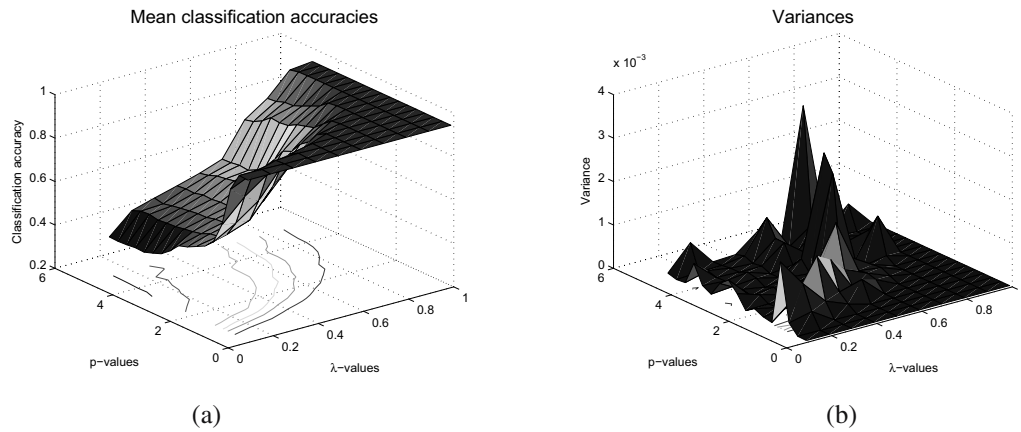 Mean classification accuracies
1
0.8
0.6
0.4
0.2
Classification accuracy
6
4
2
0
p−values
0
0.2
0.4
0.6
0.8
1
λ−values
(a)
Variances
x 10⁻³
4
3
2
1
0
Variance
6
4
2
0
p−values
0
0.2
0.4
0.6
0.8
1
λ−values
(b)